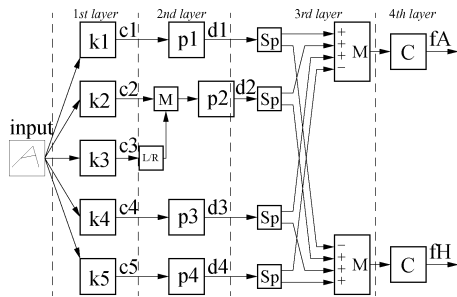 1st layer 2nd layer 3rd layer 4th layer
k1 c1 p1 d1 Sp + + + − M C fA
k2 c2 M p2 d2 Sp
input A
k3 c3 L/R
k4 c4 p3 d3 Sp
k5 c5 p4 d4 Sp − + + + M C fH